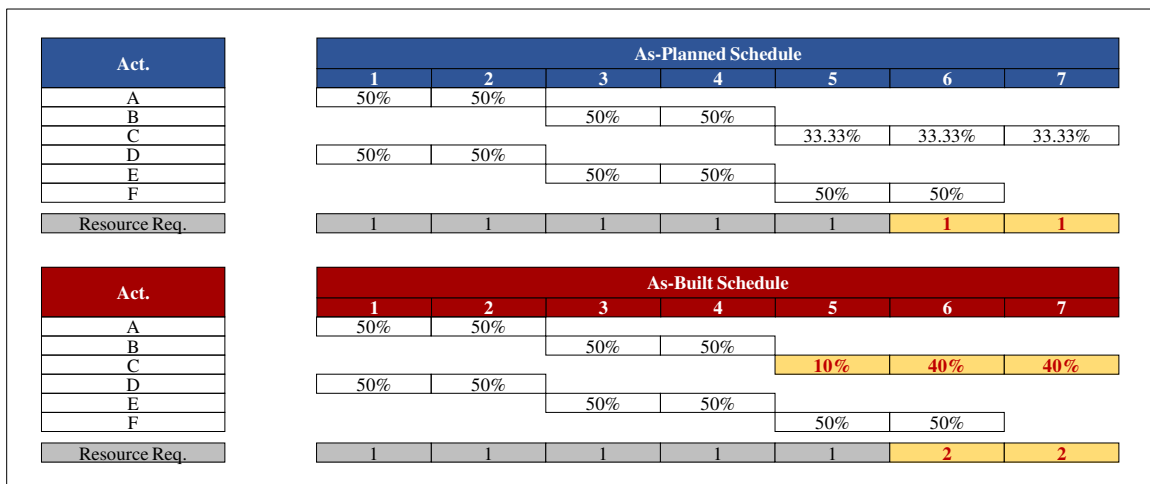 Act. As-Planned Schedule
1 2 3 4 5 6 7
A 50% 50%
B 50% 50%
C 33.33% 33.33% 33.33%
D 50% 50%
E 50% 50%
F 50% 50%
Resource Req. 1 1 1 1 1 1 1
Act. As-Built Schedule
1 2 3 4 5 6 7
A 50% 50%
B 50% 50%
C 10% 40% 40%
D 50% 50%
E 50% 50%
F 50% 50%
Resource Req. 1 1 1 1 1 2 2